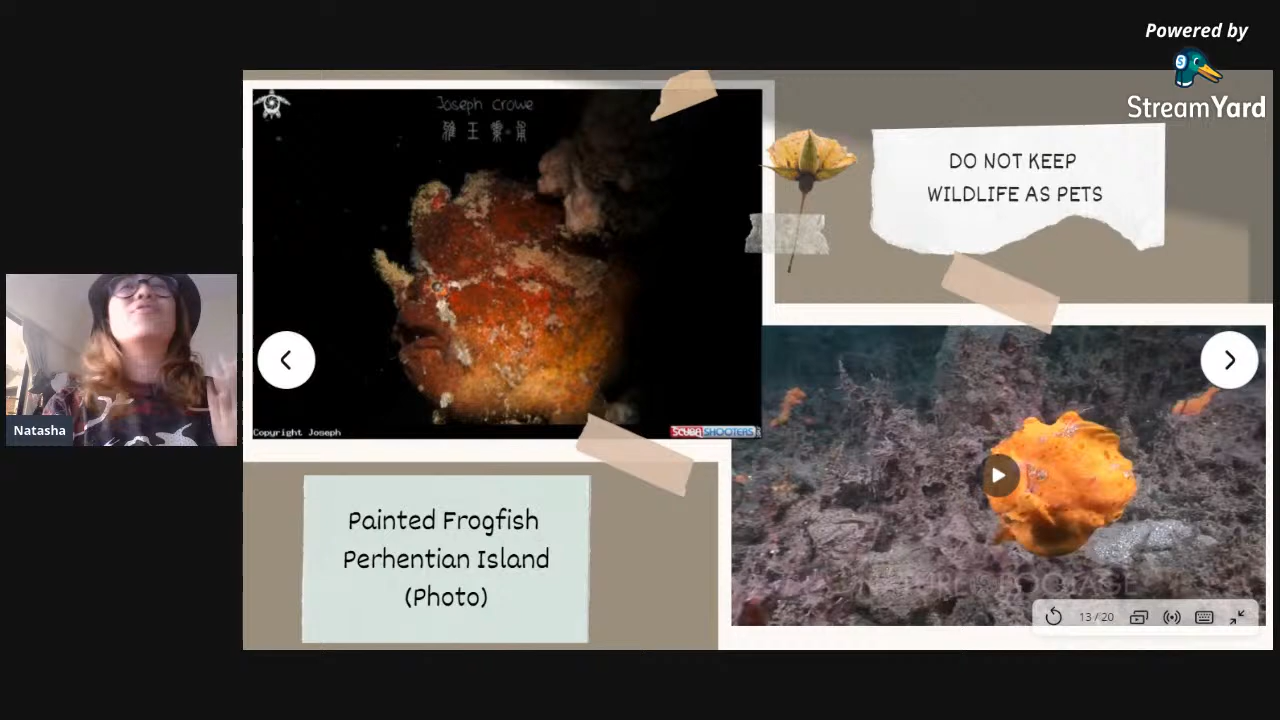 Powered by
StreamYard
Joseph Crowe
DO NOT KEEP
WILDLIFE AS PETS
Natasha
Copyright Joseph
SCUBASHOOTERS
Painted Frogfish
Perhentian Island
(Photo)
13 / 20